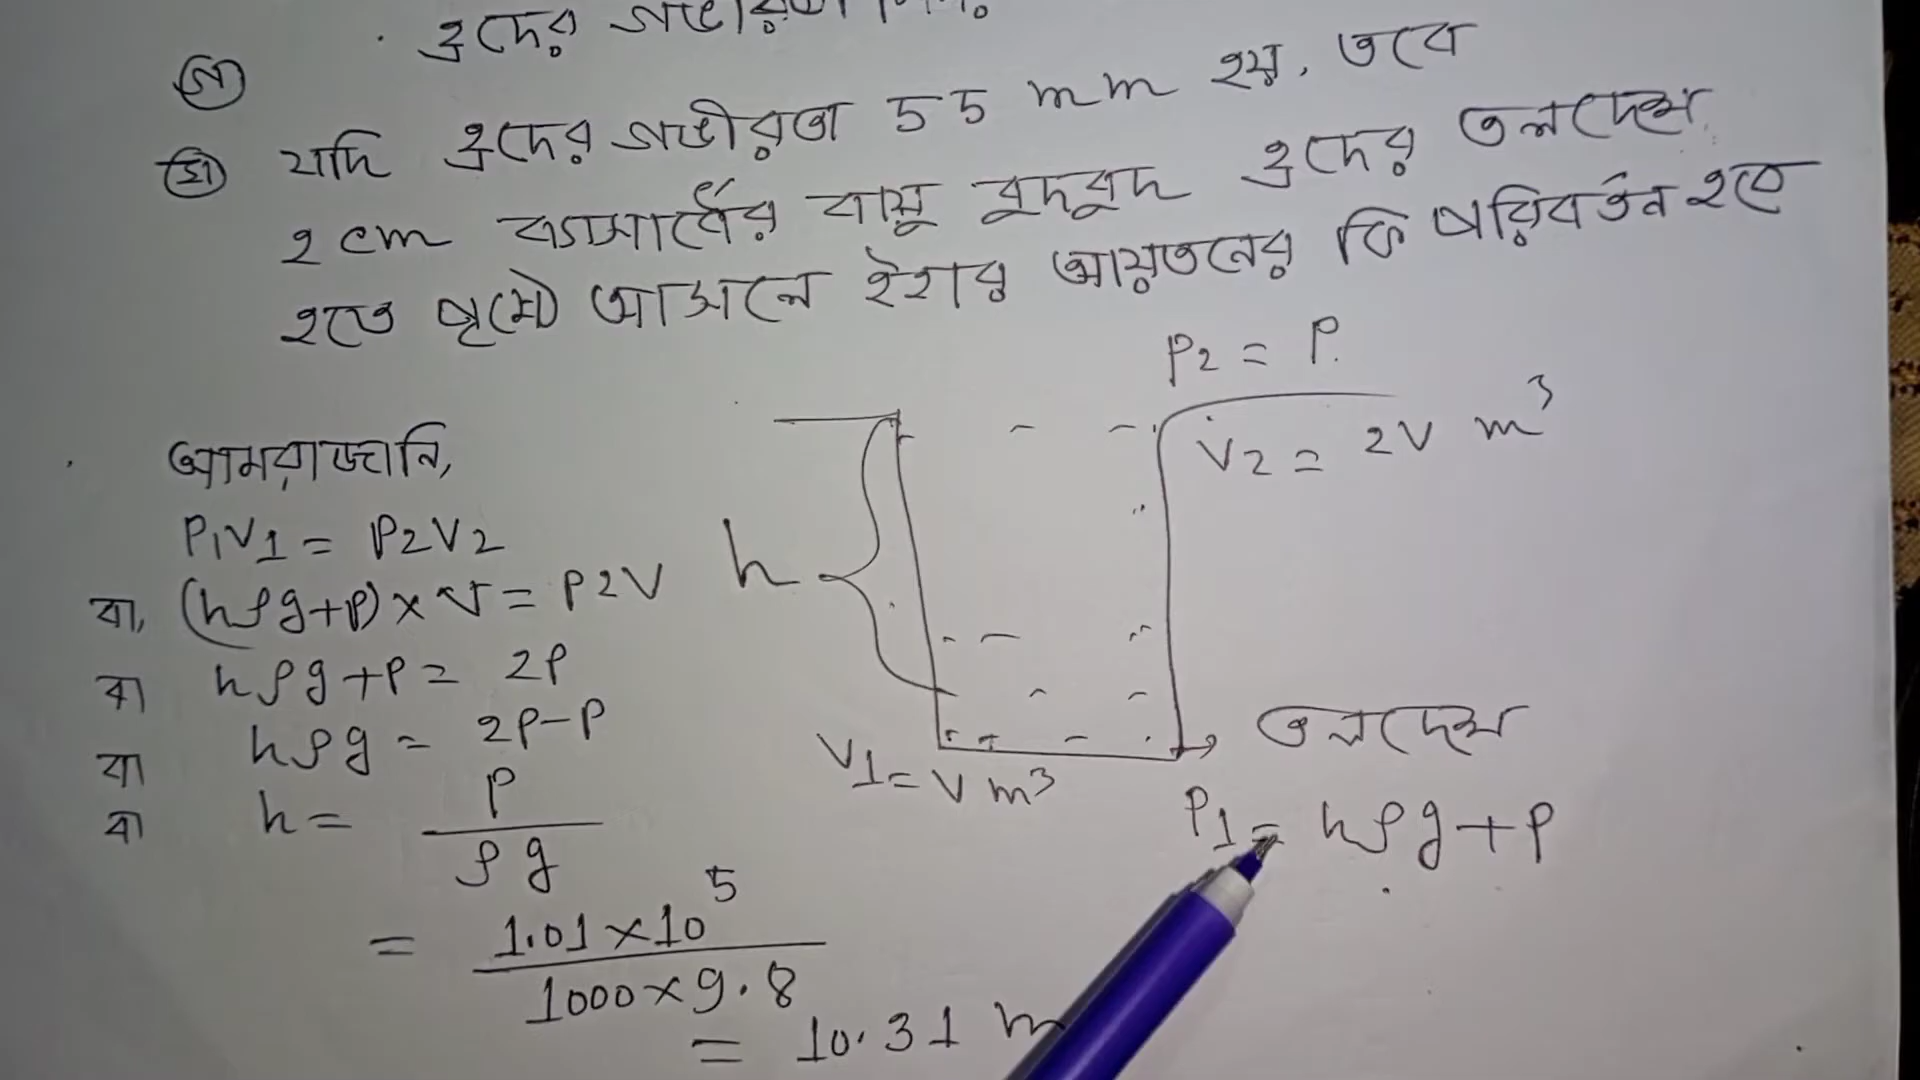 হ্রদের গভীরতা
গ
ঘ যদি হ্রদের গভীরতা 55 mm হয়, তবে
2 cm ব্যাসার্ধের বায়ু বুদবুদ হ্রদের তলদেশ
হতে পৃষ্ঠে আসলে ইহার আয়তনের কি পরিবর্তন হবে
P2 = P
V2 = 2V m³
আমরা জানি,
P1V1 = P2V2
বা, (hρg+P) × V = P2V
বা hρg+P = 2P
বা hρg = 2P-P
বা h = P / ρg
= 1.01×10⁵ / 1000×9.8
= 10.31 m
h
V1 = V m³
তলদেশ
P1 = hρg+P